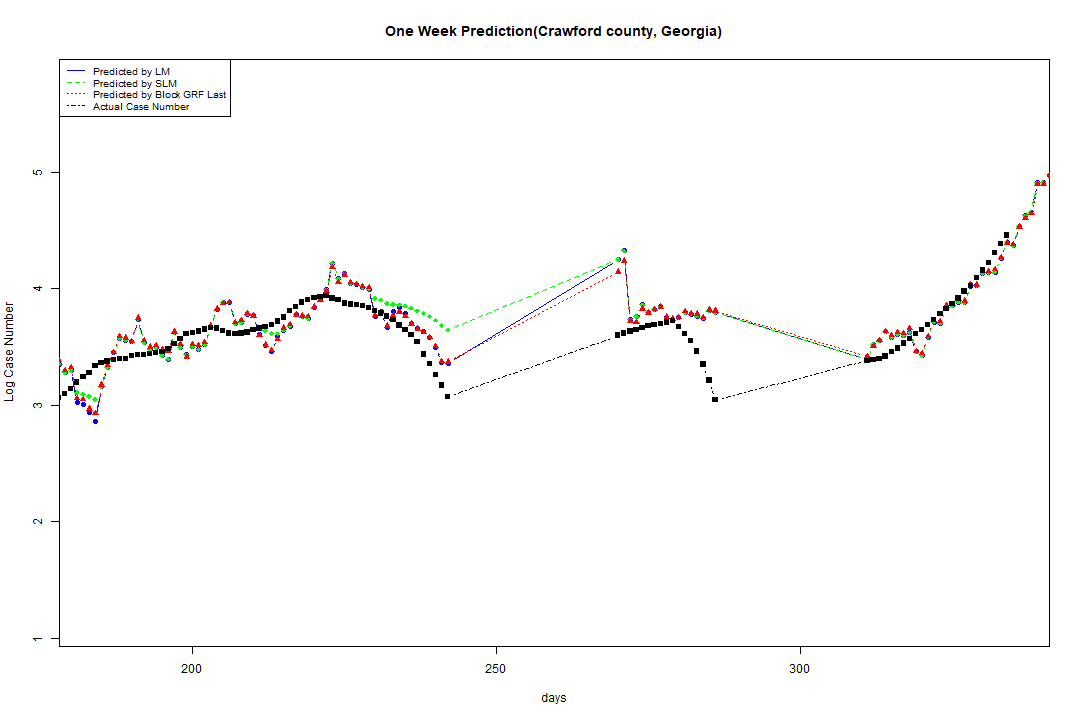 One Week Prediction(Crawford county, Georgia)
Predicted by LM
Predicted by SLM
Predicted by Block GRF Last
Actual Case Number
5
4
3
2
1
Log Case Number
200
250
300
days